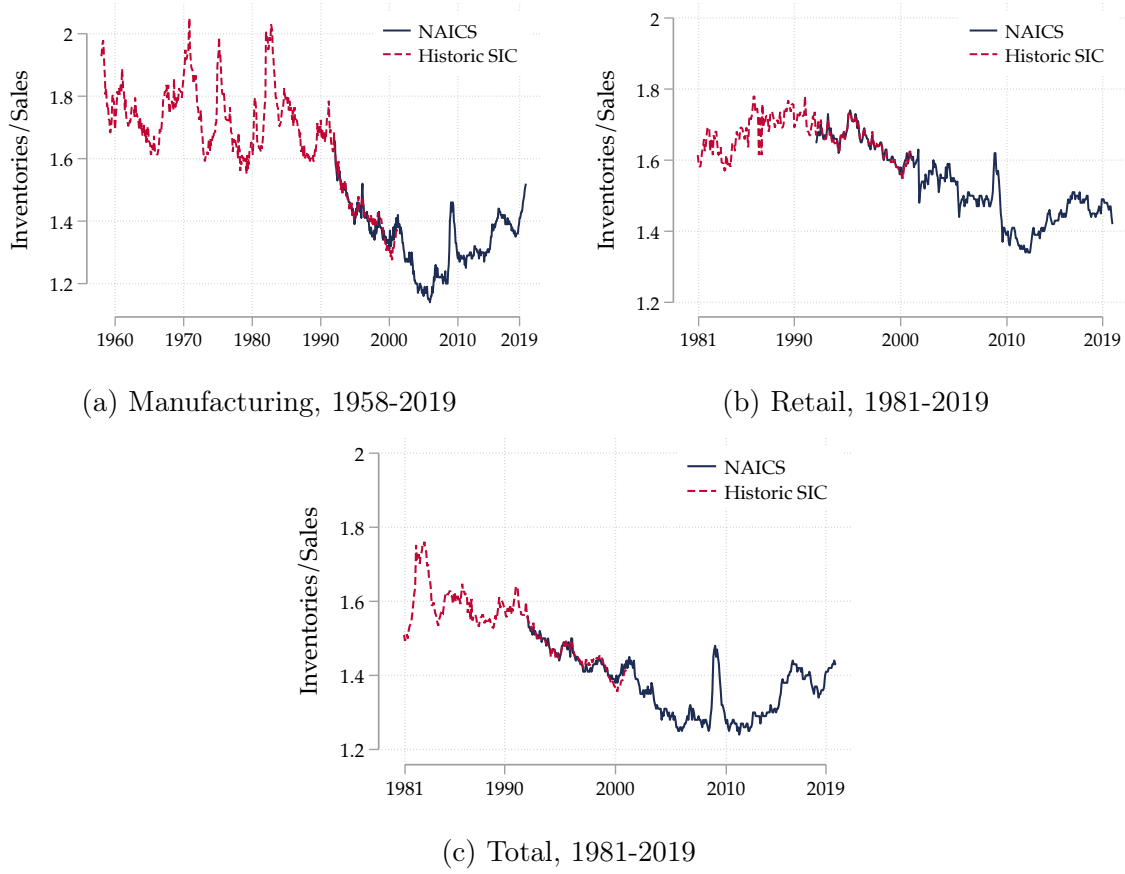 Inventories/Sales
2
1.8
1.6
1.4
1.2
NAICS
Historic SIC
1960 1970 1980 1990 2000 2010 2019
(a) Manufacturing, 1958-2019
Inventories/Sales
2
1.8
1.6
1.4
1.2
NAICS
Historic SIC
1981 1990 2000 2010 2019
(b) Retail, 1981-2019
Inventories/Sales
2
1.8
1.6
1.4
1.2
NAICS
Historic SIC
1981 1990 2000 2010 2019
(c) Total, 1981-2019